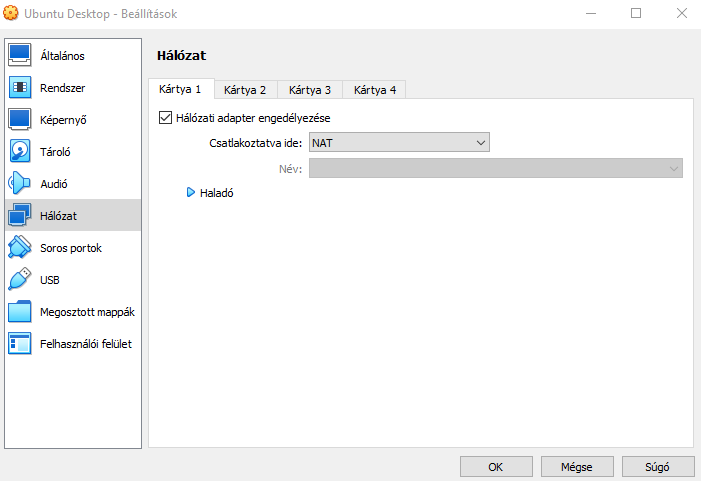 Ubuntu Desktop - Beállítások
Általános
Rendszer
Képernyő
Tároló
Audió
Hálózat
Soros portok
USB
Megosztott mappák
Felhasználói felület
Hálózat
Kártya 1 Kártya 2 Kártya 3 Kártya 4
Hálózati adapter engedélyezése
Csatlakoztatva ide: NAT
Név:
Haladó
OK Mégse Súgó